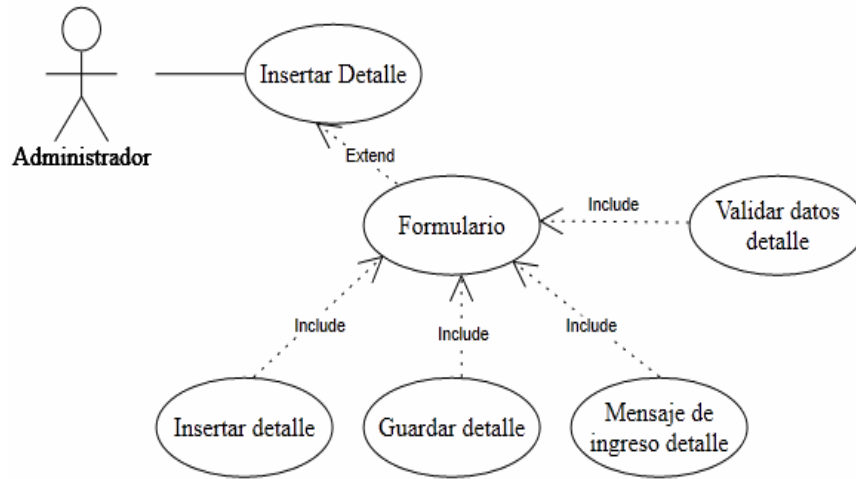 Insertar Detalle
Administrador
Extend
Formulario
Include
Validar datos
detalle
Include
Include
Include
Insertar detalle
Guardar detalle
Mensaje de
ingreso detalle